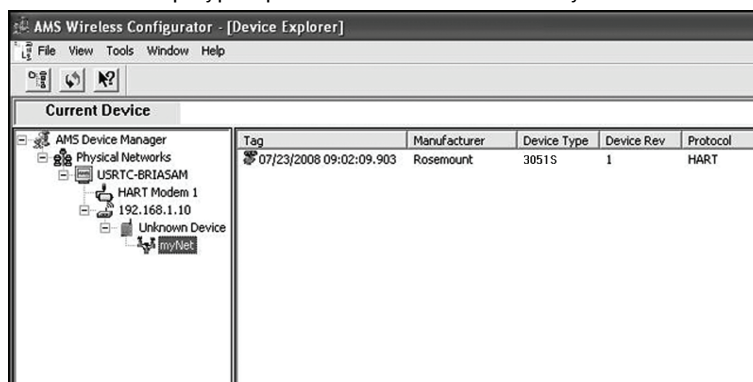 AMS Wireless Configurator - [Device Explorer]
File View Tools Window Help
Current Device
AMS Device Manager
Physical Networks
USRTC-BRIASAM
HART Modem 1
192.168.1.10
Unknown Device
myNet
Tag Manufacturer Device Type Device Rev Protocol
07/23/2008 09:02:09.903 Rosemount 3051S 1 HART